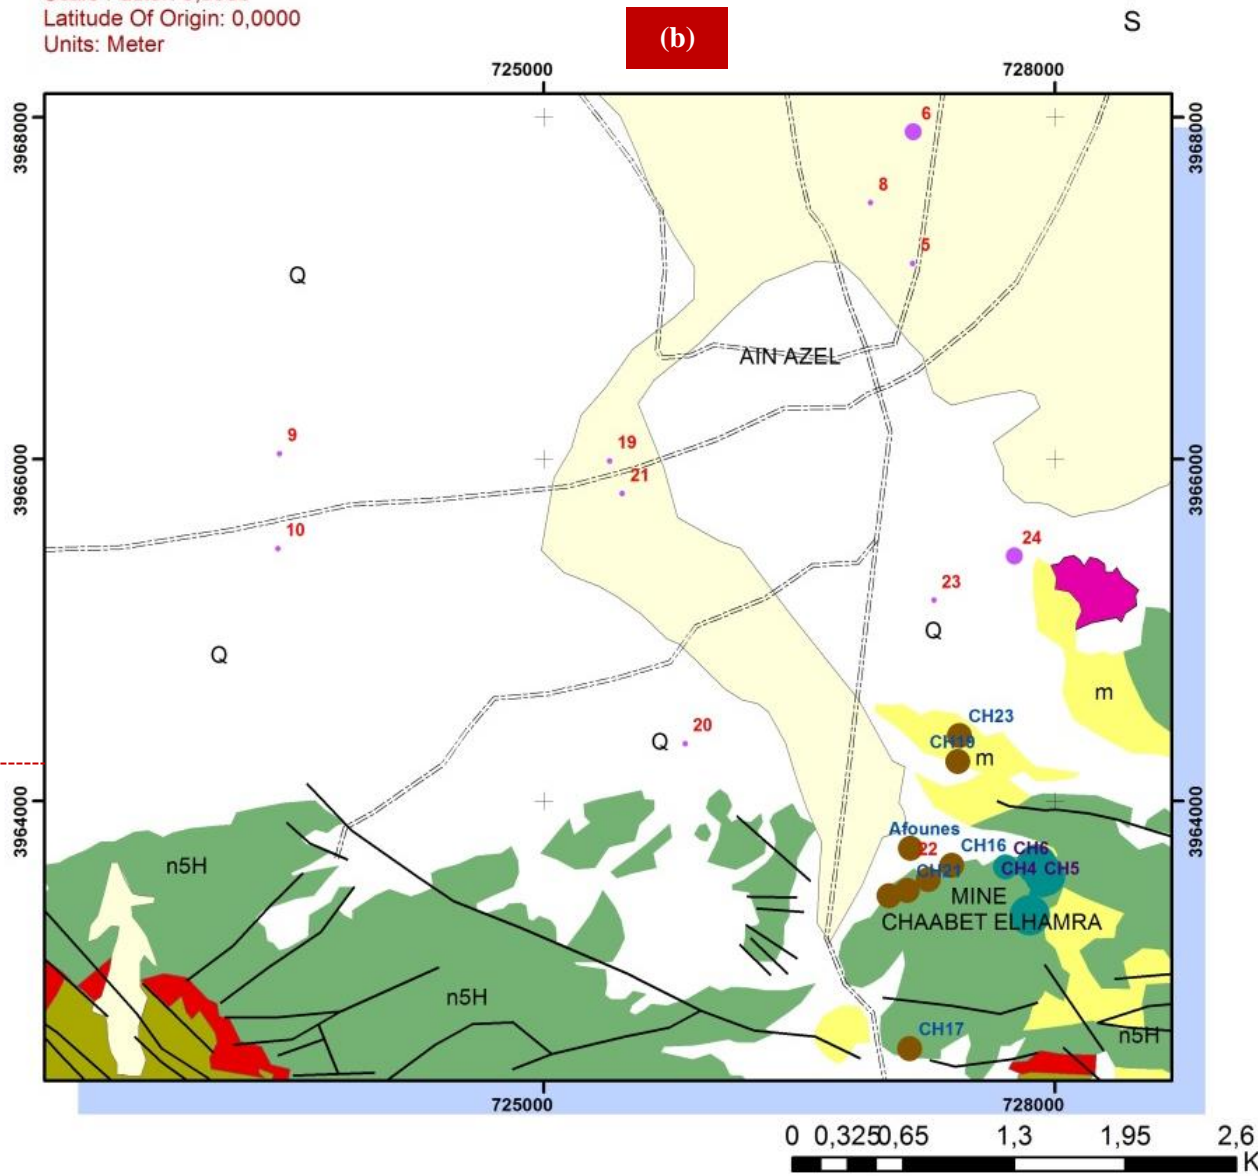 Latitude Of Origin: 0,0000
Units: Meter
(b)
S
725000
728000
3968000
3968000
6
8
5
Q
AIN AZEL
9
19
21
3966000
3966000
10
24
23
Q
Q
m
20
Q
CH23
CH19
m
3964000
3964000
Afounes
22
CH16
CH6
n5H
CH21
CH4
CH5
MINE
CHAABET ELHAMRA
n5H
CH17
n5H
725000
728000
0 0,325 0,65 1,3 1,95 2,6
K